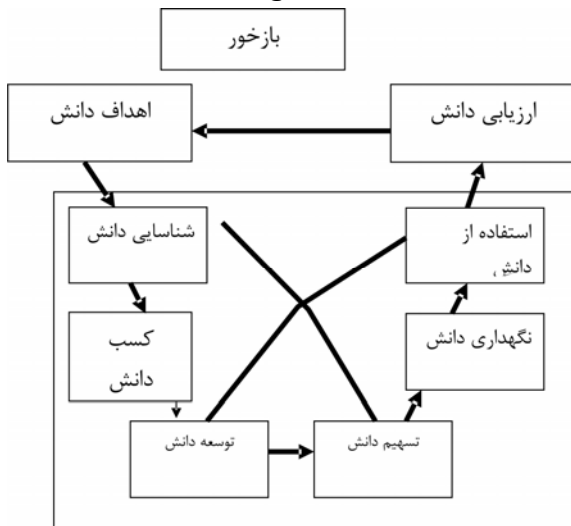 بازخور
اهداف دانش
ارزیابی دانش
شناسایی دانش
استفاده از
دانش
کسب
دانش
نگهداری دانش
توسعه دانش
تسهیم دانش